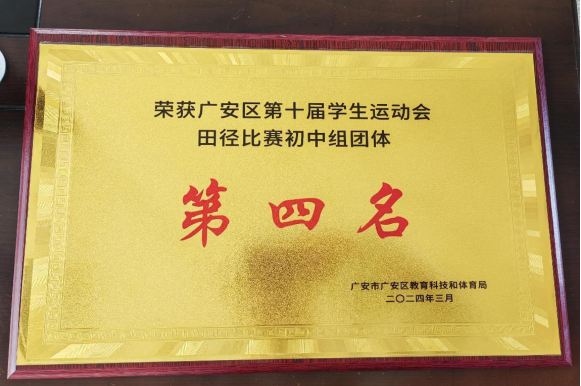 荣获广安区第十届学生运动会
田径比赛初中组团体
第四名
广安市广安区教育科技和体育局
二〇二四年三月